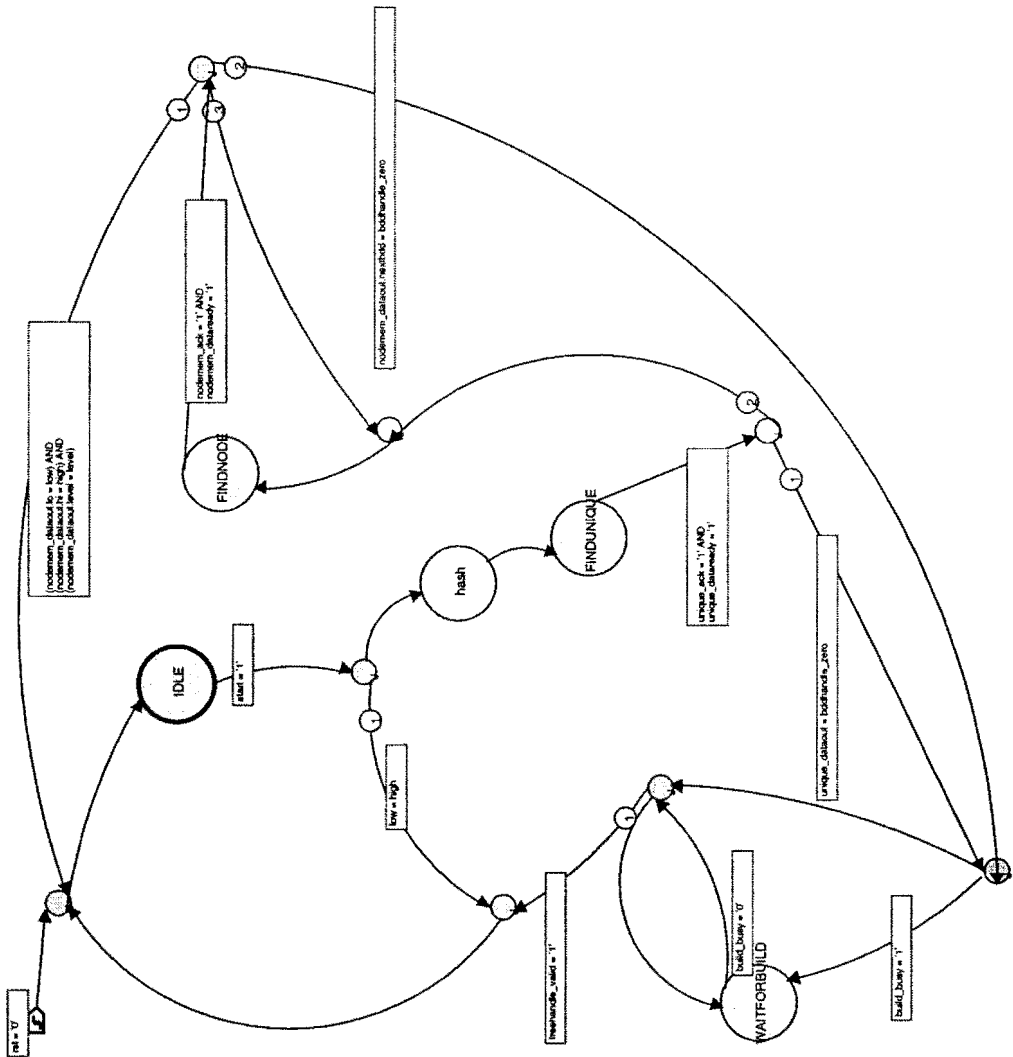 rst = '0'
(nodemem_dataout.lo = low) AND
(nodemem_dataout.hi = high) AND
(nodemem_dataout.level = level)
1
2
3
nodemem_ack = '1' AND
nodemem_dataready = '1'
nodemem_dataout.nextbdd = bddhandle_zero
FINDNODE
IDLE
start = '1'
1
low = high
hash
FINDUNIQUE
unique_ack = '1' AND
unique_dataready = '1'
2
1
unique_dataout = bddhandle_zero
1
freehandle_valid = '1'
build_busy = '0'
WAITFORBUILD
build_busy = '1'